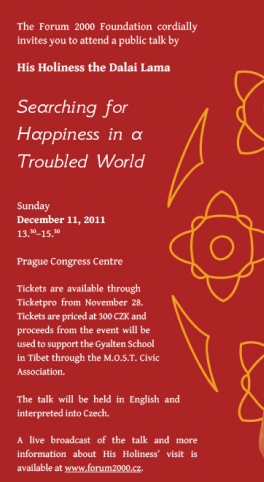 The Forum 2000 Foundation cordially
invites you to attend a public talk by
His Holiness the Dalai Lama
Searching for
Happiness in a
Troubled World
Sunday
December 11, 2011
13.³⁰–15.³⁰
Prague Congress Centre
Tickets are available through
Ticketpro from November 28.
Tickets are priced at 300 CZK and
proceeds from the event will be
used to support the Gyalten School
in Tibet through the M.O.S.T. Civic
Association.
The talk will be held in English and
interpreted into Czech.
A live broadcast of the talk and more
information about His Holiness' visit is
available at www.forum2000.cz.